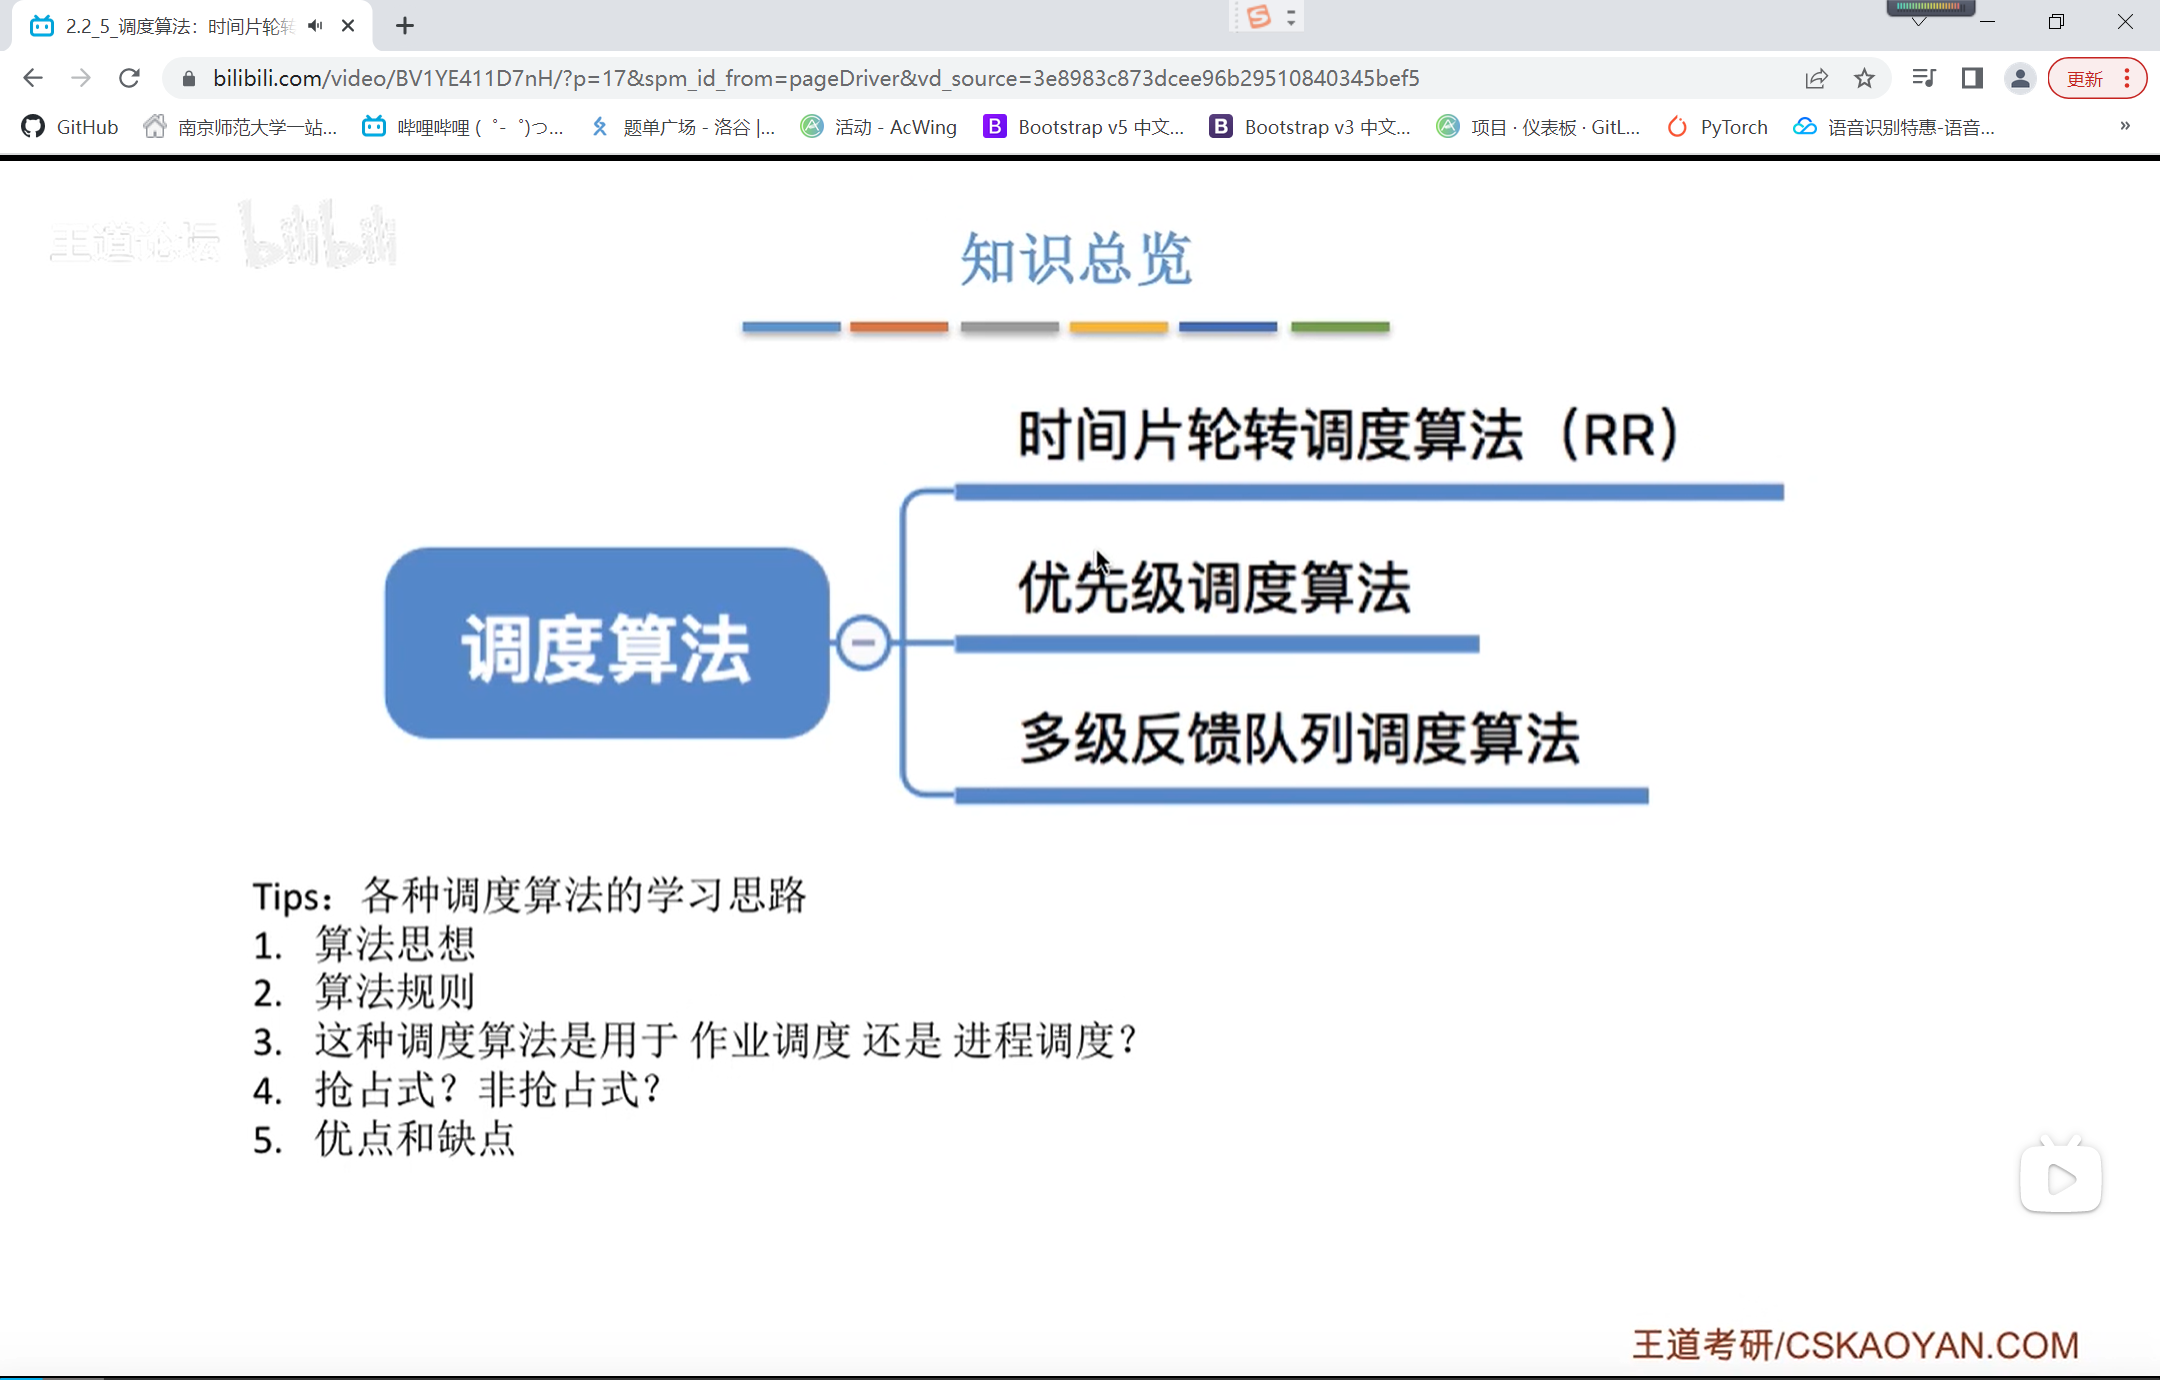 2.2_5_调度算法：时间片轮转
bilibili.com/video/BV1YE411D7nH/?p=17&spm_id_from=pageDriver&vd_source=3e8983c873dcee96b29510840345bef5
更新
GitHub
南京师范大学一站...
哔哩哔哩 (゜-゜)つ...
题单广场 - 洛谷 |...
活动 - AcWing
Bootstrap v5 中文...
Bootstrap v3 中文...
项目 · 仪表板 · GitL...
PyTorch
语音识别特惠-语音...
»
王道论坛 bilibili
知识总览
时间片轮转调度算法（RR）
优先级调度算法
调度算法
多级反馈队列调度算法
Tips：各种调度算法的学习思路
1. 算法思想
2. 算法规则
3. 这种调度算法是用于 作业调度 还是 进程调度？
4. 抢占式？非抢占式？
5. 优点和缺点
王道考研/CSKAOYAN.COM